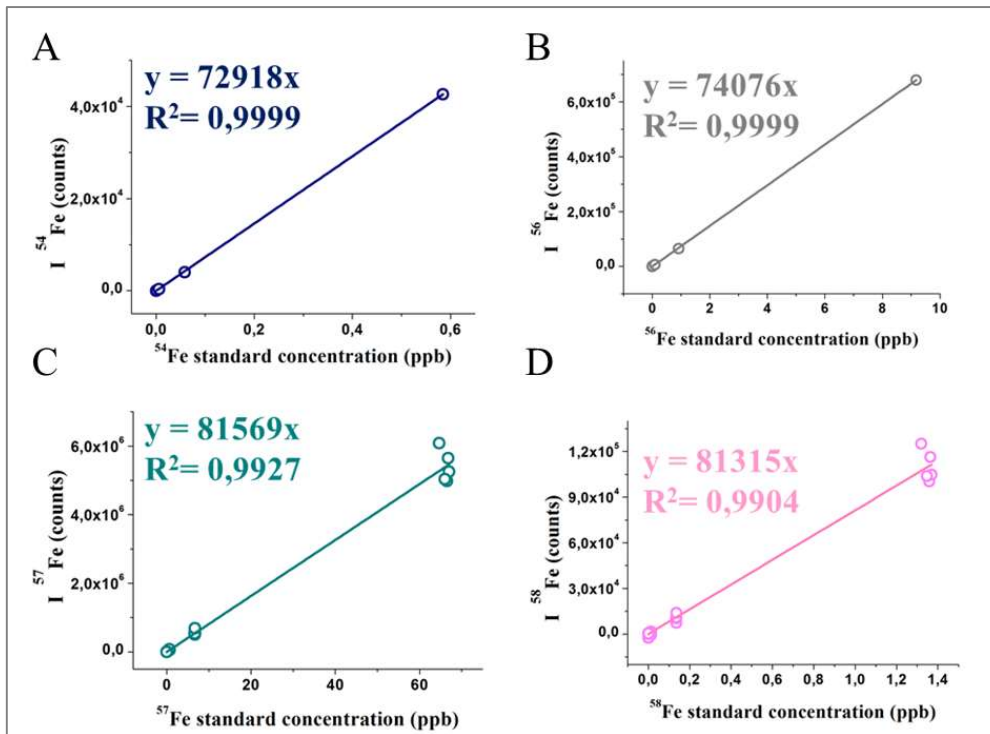 A
y = 72918x
R²= 0,9999
4,0x10⁴
2,0x10⁴
0,0
I ⁵⁴Fe (counts)
0,0 0,2 0,4 0,6
⁵⁴Fe standard concentration (ppb)
B
y = 74076x
R²= 0,9999
6,0x10⁵
4,0x10⁵
2,0x10⁵
0,0
I ⁵⁶Fe (counts)
0 2 4 6 8 10
⁵⁶Fe standard concentration (ppb)
C
y = 81569x
R²= 0,9927
6,0x10⁶
4,0x10⁶
2,0x10⁶
0,0
I ⁵⁷Fe (counts)
0 20 40 60
⁵⁷Fe standard concentration (ppb)
D
y = 81315x
R²= 0,9904
1,2x10⁵
9,0x10⁴
6,0x10⁴
3,0x10⁴
0,0
I ⁵⁸Fe (counts)
0,0 0,2 0,4 0,6 0,8 1,0 1,2 1,4
⁵⁸Fe standard concentration (ppb)